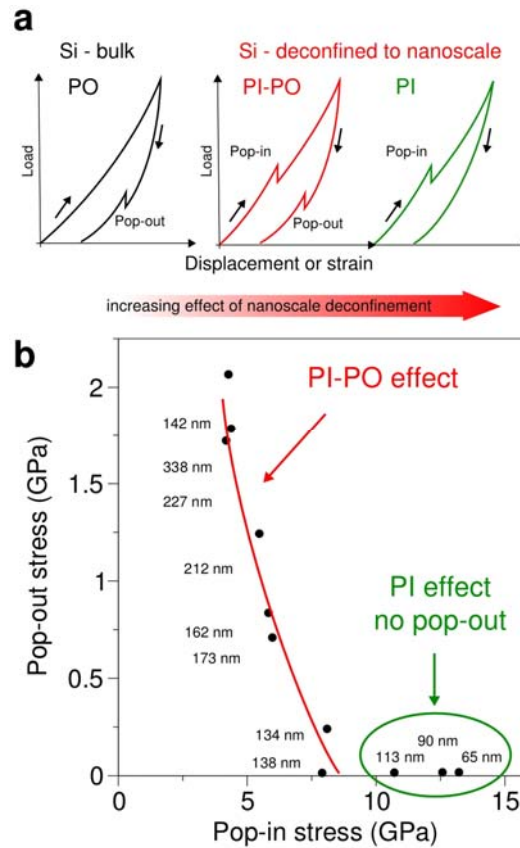 a
Si - bulk
Si - deconfined to nanoscale
PO
PI-PO
PI
Load
Pop-out
Load
Pop-in
Pop-out
Pop-in
Displacement or strain
increasing effect of nanoscale deconfinement
b
PI-PO effect
PI effect
no pop-out
Pop-out stress (GPa)
2
1.5
1
0.5
0
142 nm
338 nm
227 nm
212 nm
162 nm
173 nm
134 nm
138 nm
90 nm
113 nm
65 nm
0
5
10
15
Pop-in stress (GPa)